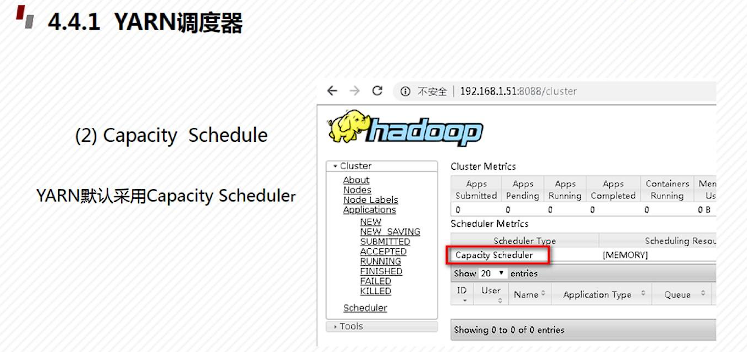 4.4.1 YARN调度器
(2) Capacity Schedule
YARN默认采用Capacity Scheduler
不安全 | 192.168.1.51:8088/cluster
hadoop
Cluster
About
Nodes
Node Labels
Applications
NEW
NEW_SAVING
SUBMITTED
ACCEPTED
RUNNING
FINISHED
FAILED
KILLED
Scheduler
Tools
Cluster Metrics
Apps Submitted Apps Pending Apps Running Apps Completed Containers Running
0 0 0 0 0 0 B
Scheduler Metrics
Scheduler Type Scheduling
Capacity Scheduler [MEMORY]
Show 20 entries
ID User Name Application Type Queue
Showing 0 to 0 of 0 entries